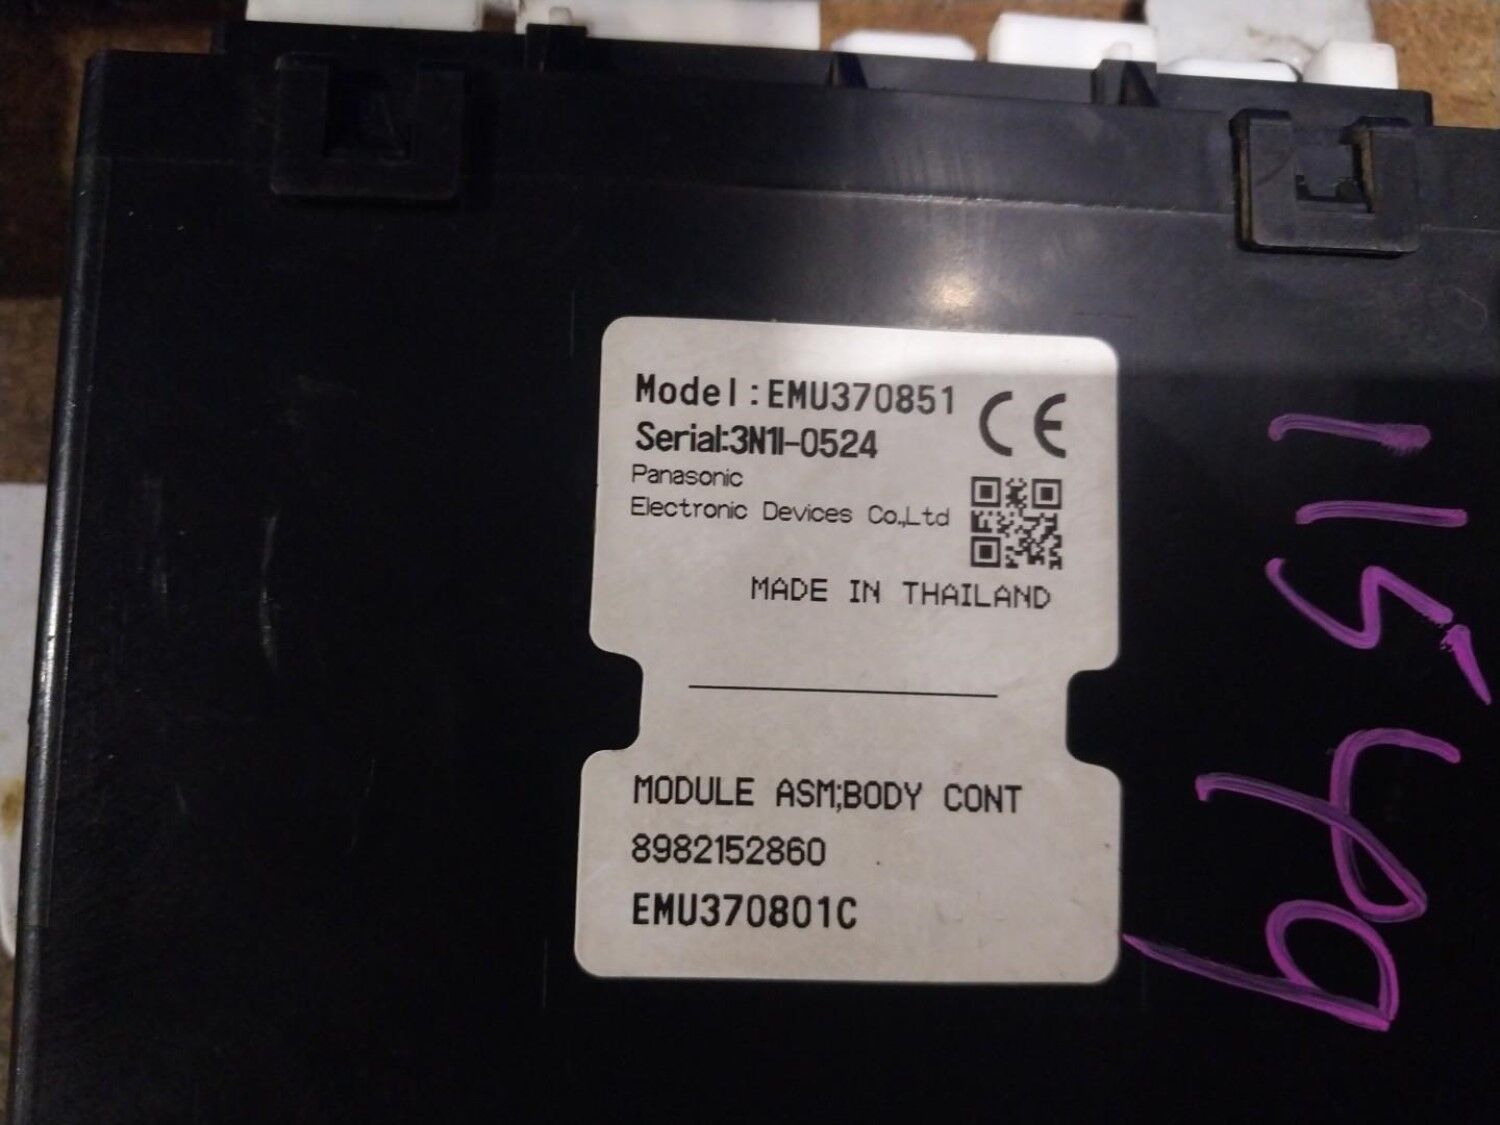 Model:EMU370851
Serial:3N1I-0524
Panasonic
Electronic Devices Co.,Ltd
CE
MADE IN THAILAND
MODULE ASM;BODY CONT
8982152860
EMU370801C
11549